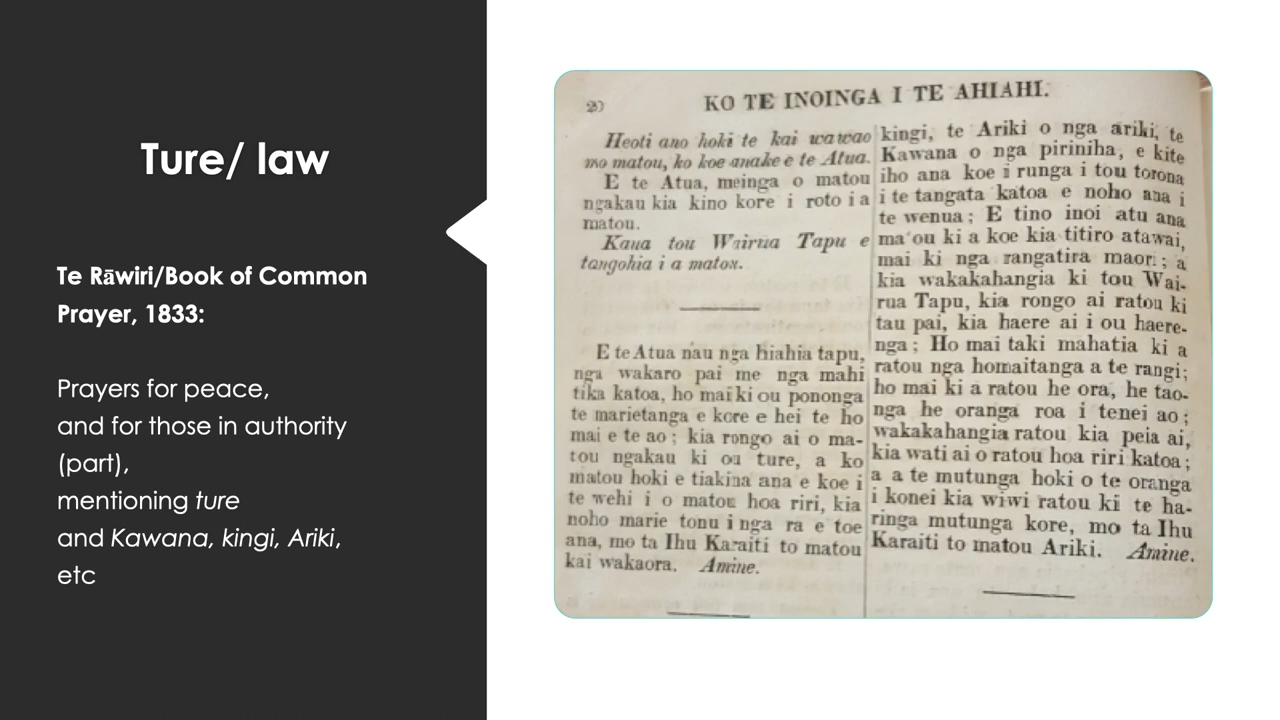 Ture/ law
Te Rāwiri/Book of Common
Prayer, 1833:
Prayers for peace,
and for those in authority
(part),
mentioning ture
and Kawana, kingi, Ariki,
etc
20
KO TE INOINGA I TE AHIAHI.
Heoti ano hoki te kai wawao
mo matou, ko koe anake e te Atua.
E te Atua, meinga o matou
ngakau kia kino kore i roto i a
matou.
Kaua tou Wairua Tapu e
tangohia i a matou.
E te Atua nau nga hiahia tapu,
nga wakaro pai me nga mahi
tika katoa, ho mai ki ou pononga
te marietanga e kore e hei te ho
mai e te ao; kia rongo ai o ma-
tou ngakau ki ou ture, a ko
matou hoki e tiakina ana e koe i
te wehi i o matou hoa riri, kia
noho marie tonu i nga ra e toe
ana, mo ta Ihu Karaiti to matou
kai wakaora. Amine.
kingi, te Ariki o nga ariki, te
Kawana o nga piriniha, e kite
iho ana koe i runga i tou torona
i te tangata katoa e noho ana i
te wenua; E tino inoi atu ana
ma'ou ki a koe kia titiro atawai,
mai ki nga rangatira maori; a
kia wakakahangia ki tou Wai-
rua Tapu, kia rongo ai ratou ki
tau pai, kia haere ai i ou haere-
nga; Ho mai taki mahatia ki a
ratou nga homaitanga a te rangi;
ho mai ki a ratou he ora, he tao-
nga he oranga roa i tenei ao;
wakakahangia ratou kia peia ai,
kia wati ai o ratou hoa riri katoa;
a a te mutunga hoki o te oranga
i konei kia wiwi ratou ki te ha-
ringa mutunga kore, mo ta Ihu
Karaiti to matou Ariki. Amine.